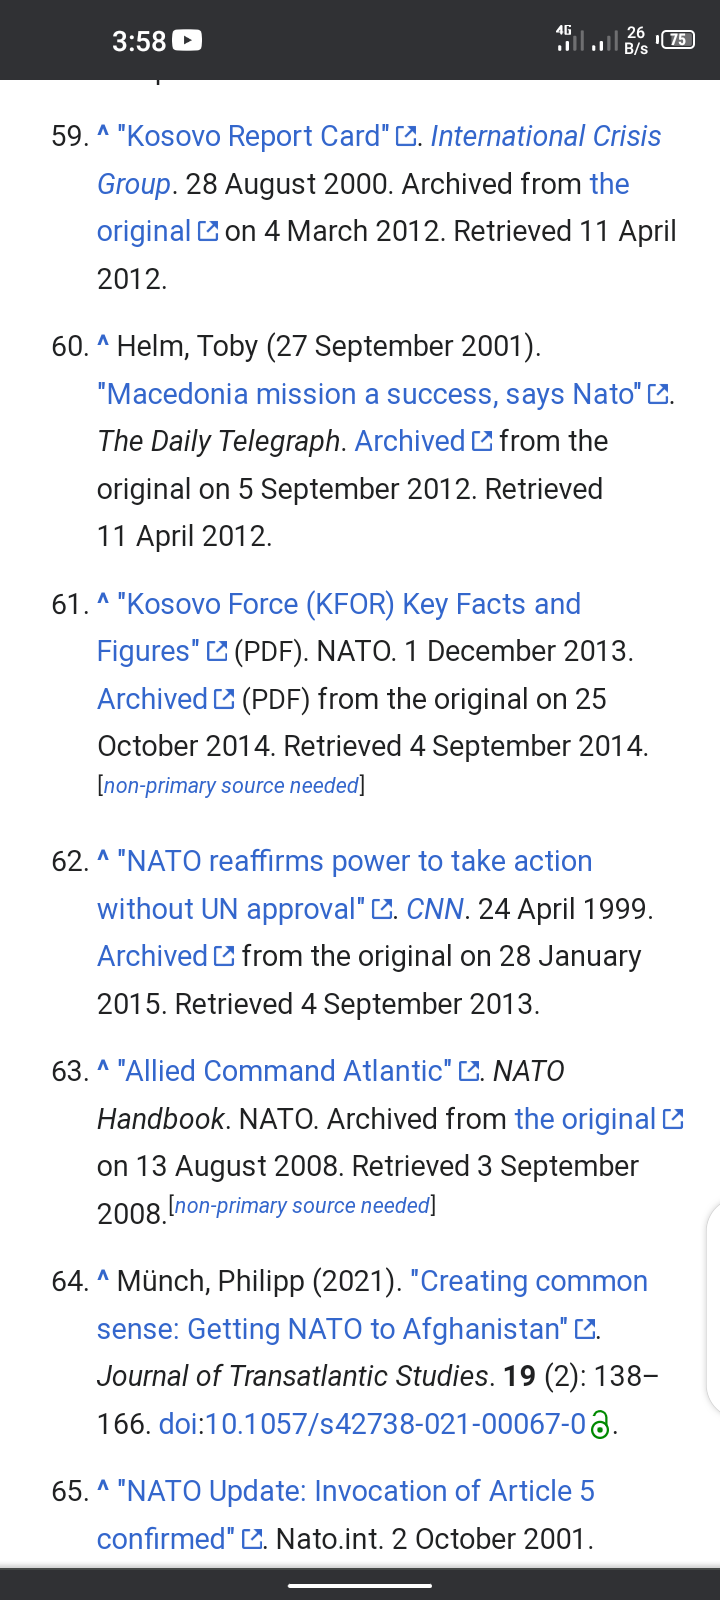 3:58
4G
26
B/s
75
59. ^ "Kosovo Report Card". International Crisis
Group. 28 August 2000. Archived from the
original on 4 March 2012. Retrieved 11 April
2012.
60. ^ Helm, Toby (27 September 2001).
"Macedonia mission a success, says Nato".
The Daily Telegraph. Archived from the
original on 5 September 2012. Retrieved
11 April 2012.
61. ^ "Kosovo Force (KFOR) Key Facts and
Figures" (PDF). NATO. 1 December 2013.
Archived (PDF) from the original on 25
October 2014. Retrieved 4 September 2014.
[non-primary source needed]
62. ^ "NATO reaffirms power to take action
without UN approval". CNN. 24 April 1999.
Archived from the original on 28 January
2015. Retrieved 4 September 2013.
63. ^ "Allied Command Atlantic". NATO
Handbook. NATO. Archived from the original
on 13 August 2008. Retrieved 3 September
2008.[non-primary source needed]
64. ^ Münch, Philipp (2021). "Creating common
sense: Getting NATO to Afghanistan".
Journal of Transatlantic Studies. 19 (2): 138–
166. doi:10.1057/s42738-021-00067-0.
65. ^ "NATO Update: Invocation of Article 5
confirmed". Nato.int. 2 October 2001.